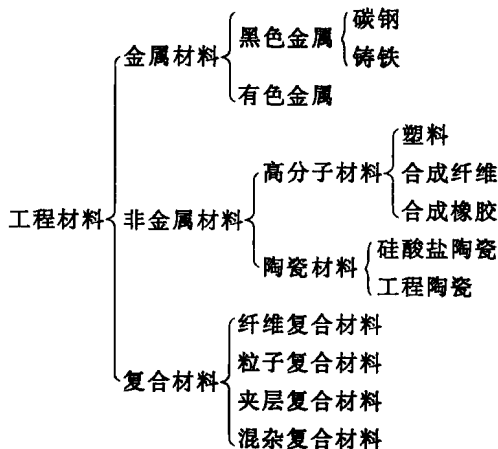 工程材料
金属材料
黑色金属
碳钢
铸铁
有色金属
非金属材料
高分子材料
塑料
合成纤维
合成橡胶
陶瓷材料
硅酸盐陶瓷
工程陶瓷
复合材料
纤维复合材料
粒子复合材料
夹层复合材料
混杂复合材料